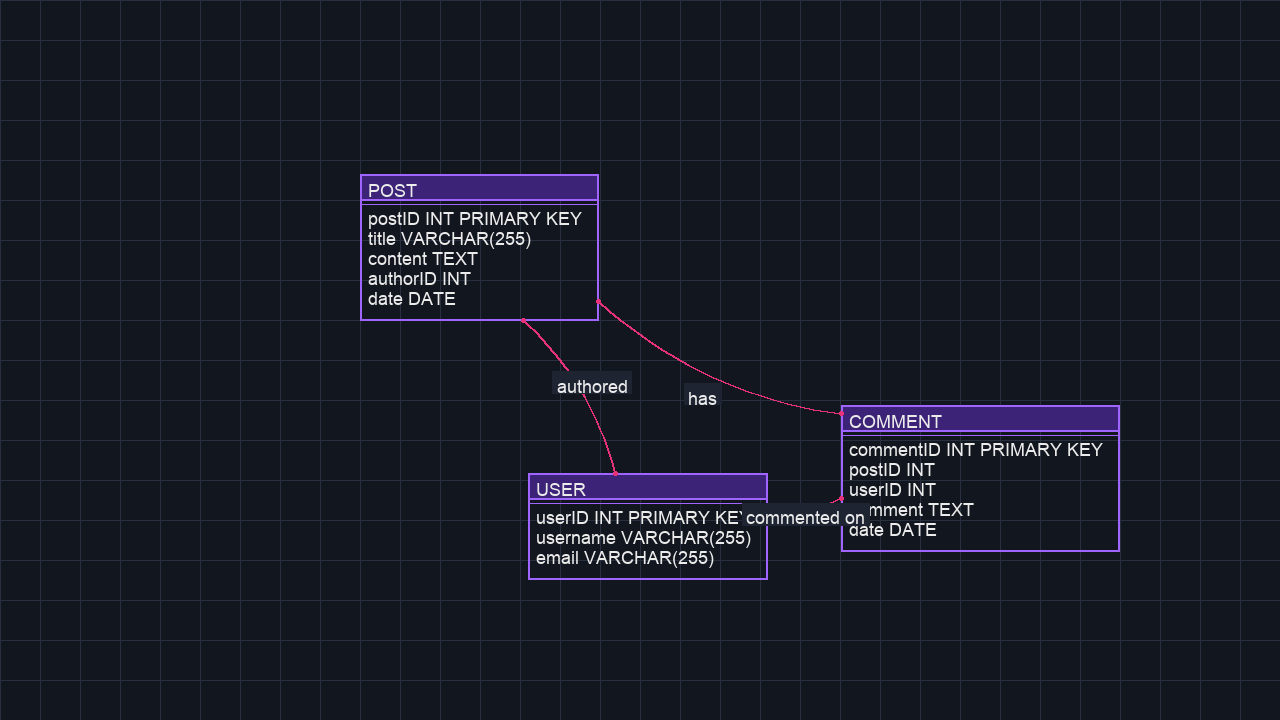 POST
postID INT PRIMARY KEY
title VARCHAR(255)
content TEXT
authorID INT
date DATE
authored
has
COMMENT
commentID INT PRIMARY KEY
postID INT
userID INT
mment TEXT
date DATE
commented on
USER
userID INT PRIMARY KE
username VARCHAR(255)
email VARCHAR(255)